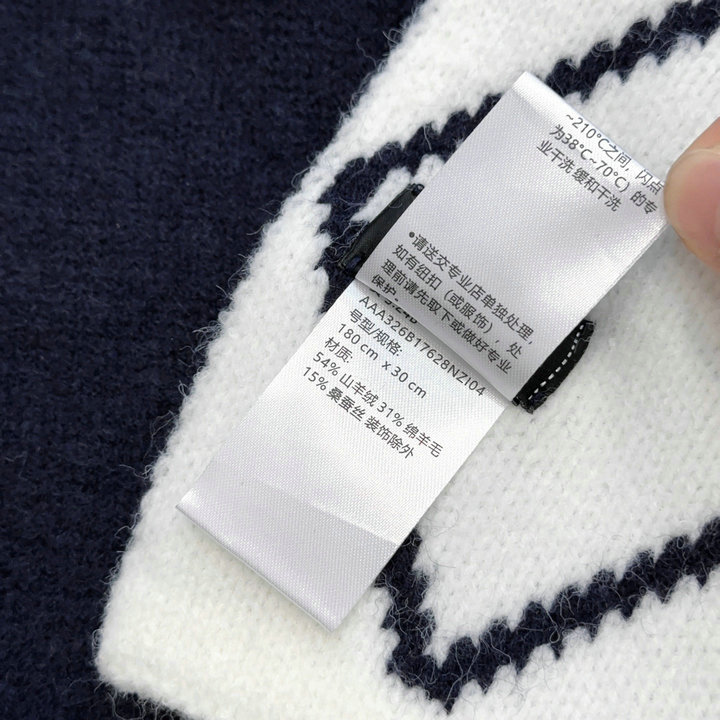 ~210°C之间, 闪点
为38°C~70°C) 的专
业干洗 缓和干洗
•请送交专业店单独处理,
如有纽扣 (或服饰), 处
理前请先取下或做好专业
保护。
AAA326B17628NZI04
号型/规格:
180 cm x 30 cm
材质:
54% 山羊绒 31% 绵羊毛
15% 桑蚕丝 装饰除外